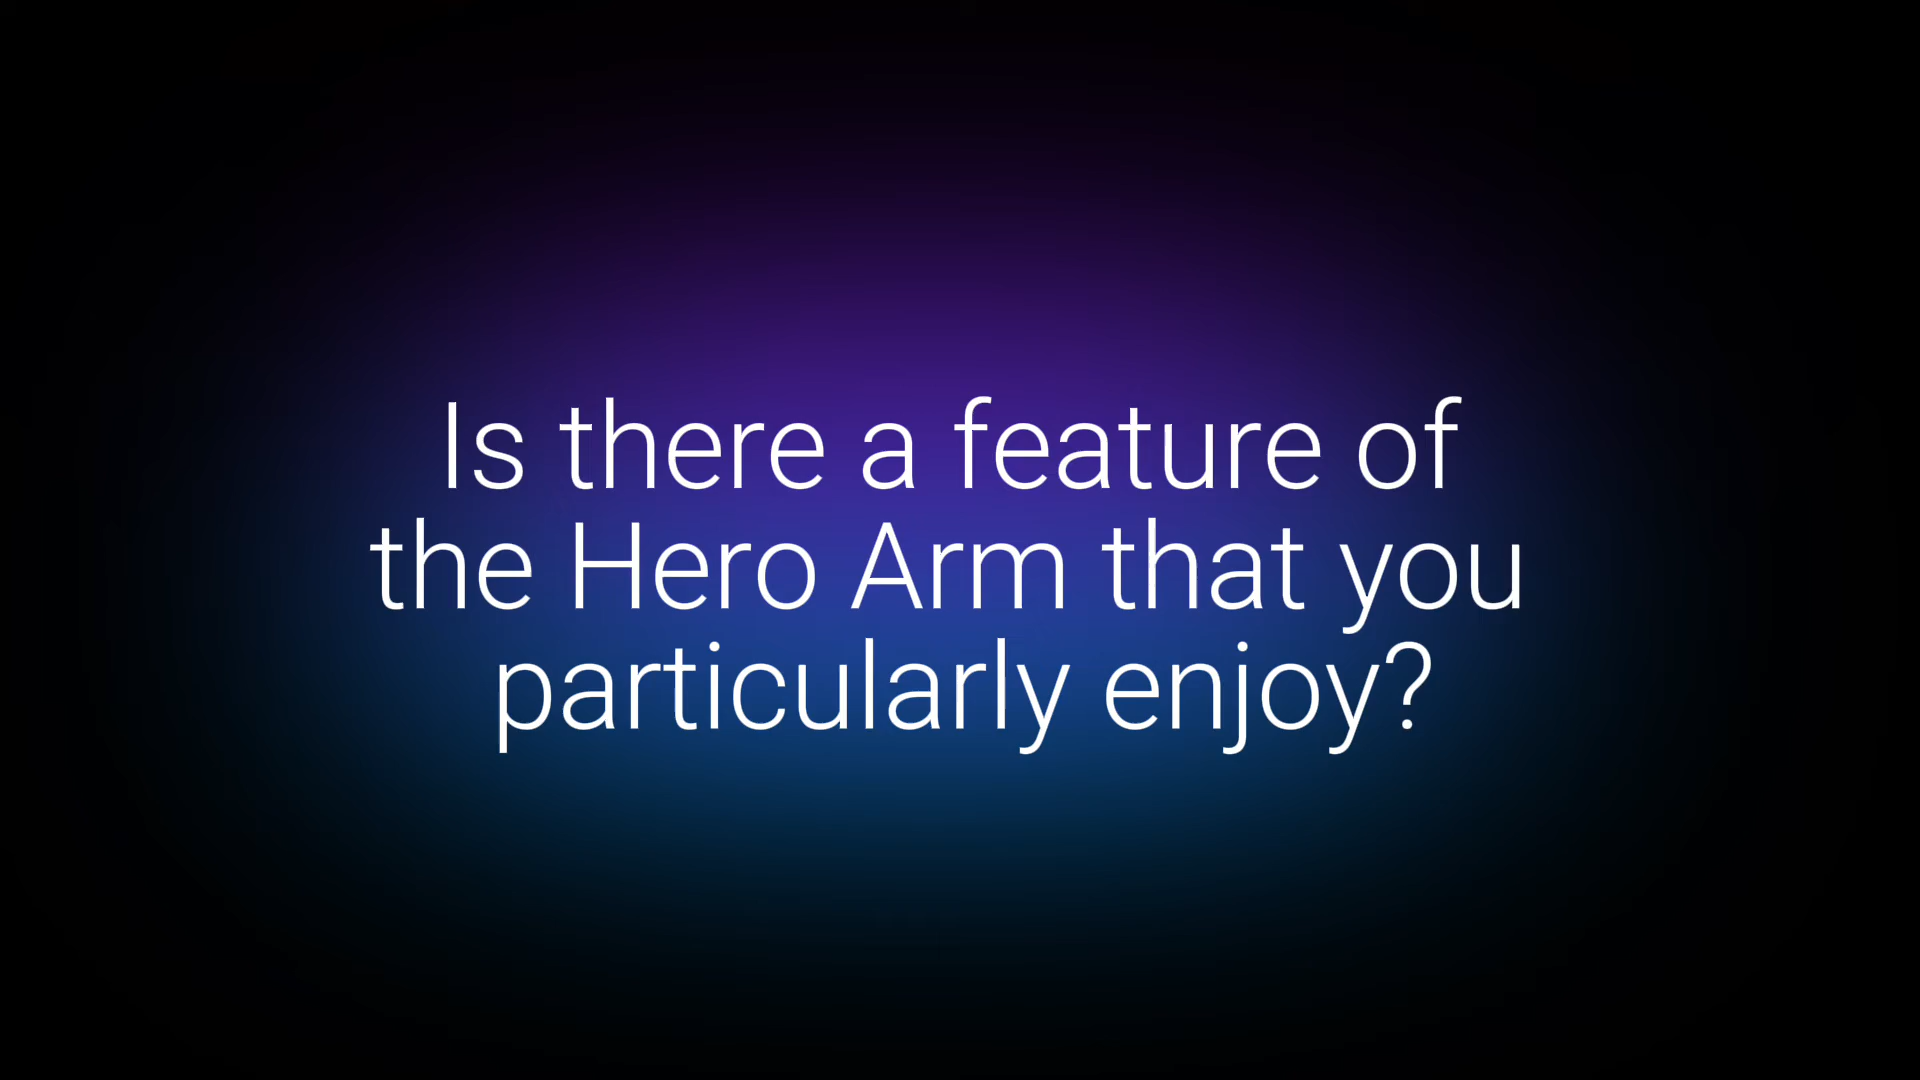 Is there a feature of
the Hero Arm that you
particularly enjoy?